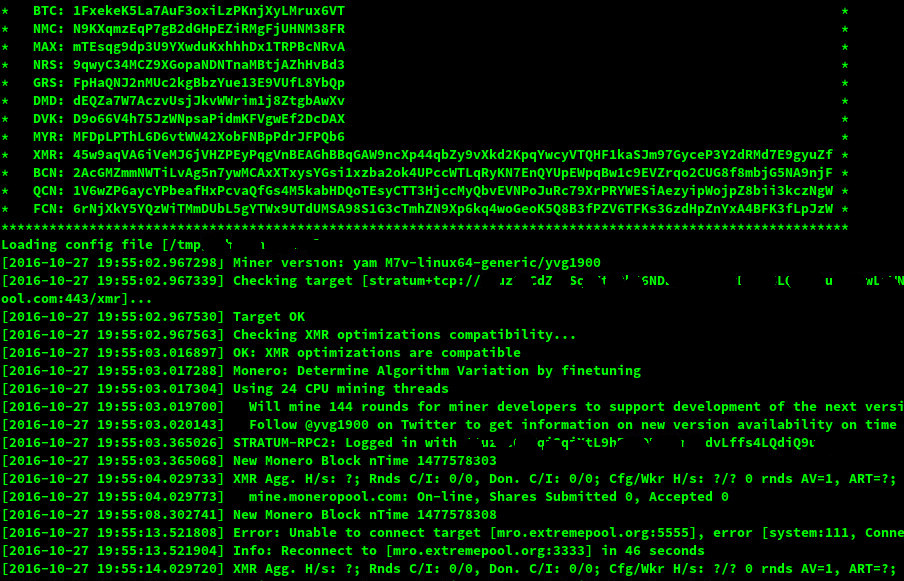 * BTC: 1FxekeK5La7AuF3oxiLzPKnjXyLMrux6VT *
* NMC: N9KXqmzEqP7gB2dGHpEZiRMgFjUHNM38FR *
* MAX: mTEsqg9dp3U9YXwduKxhhhDx1TRPBcNRvA *
* NRS: 9qwyC34MCZ9XGopaNDNTnaMBtjAZhHvBd3 *
* GRS: FpHaQNJ2nMUc2kgBbzYue13E9VUfL8YbQp *
* DMD: dEQZa7W7AczvUsjJkvWWrim1j8ZtgbAwXv *
* DVK: D9o66V4h75JzWNpsaPidmKFVgwEf2DcDAX *
* MYR: MFDpLPThL6D6vtWW42XobFNBpPdrJFPQb6 *
* XMR: 45w9aqVA6iVeMJ6jVHZPEyPqgVnBEAGhBBqGAW9ncXp44qbZy9vXkd2KpqYwcyVTQHF1kaSJm97GyceP3Y2dRMd7E9gyuZf *
* BCN: 2AcGMZmmNWTiLvAg5n7ywMCAxXTxysYGsi1xzba2ok4UPccWTLqRyKN7EnQYUpEWpqBw1c9EVZrqo2CUG8f8mbjG5NA9njF *
* QCN: 1V6wZP6aycYPbeafHxPcvaQfGs4M5kabHDQoTEsyCTT3HjccMyQbvEVNPoJuRc79XrPRYWESiAezyipWojpZ8bii3kczNgW *
* FCN: 6rNjXkY5YQzWiTMmDUbL5gYTWx9UTdUMSA98S1G3cTmhZN9Xp6kq4woGeoK5Q8B3fPZV6TFKs36zdHpZnYxA4BFK3fLpJzW *
**********************************************************************************************************
Loading config file [/tmp
[2016-10-27 19:55:02.967298] Miner version: yam M7v-linux64-generic/yvg1900
[2016-10-27 19:55:02.967339] Checking target [stratum+tcp://
ool.com:443/xmr]...
[2016-10-27 19:55:02.967530] Target OK
[2016-10-27 19:55:02.967563] Checking XMR optimizations compatibility...
[2016-10-27 19:55:03.016897] OK: XMR optimizations are compatible
[2016-10-27 19:55:03.017288] Monero: Determine Algorithm Variation by finetuning
[2016-10-27 19:55:03.017304] Using 24 CPU mining threads
[2016-10-27 19:55:03.019700] Will mine 144 rounds for miner developers to support development of the next versi
[2016-10-27 19:55:03.020143] Follow @yvg1900 on Twitter to get information on new version availability on time
[2016-10-27 19:55:03.365026] STRATUM-RPC2: Logged in with
[2016-10-27 19:55:03.365068] New Monero Block nTime 1477578303
[2016-10-27 19:55:04.029733] XMR Agg. H/s: ?; Rnds C/I: 0/0, Don. C/I: 0/0; Cfg/Wkr H/s: ?/? 0 rnds AV=1, ART=?;
[2016-10-27 19:55:04.029773] mine.moneropool.com: On-line, Shares Submitted 0, Accepted 0
[2016-10-27 19:55:08.302741] New Monero Block nTime 1477578308
[2016-10-27 19:55:13.521808] Error: Unable to connect target [mro.extremepool.org:5555], error [system:111, Conne
[2016-10-27 19:55:13.521904] Info: Reconnect to [mro.extremepool.org:3333] in 46 seconds
[2016-10-27 19:55:14.029720] XMR Agg. H/s: ?; Rnds C/I: 0/0, Don. C/I: 0/0; Cfg/Wkr H/s: ?/? 0 rnds AV=1, ART=?;